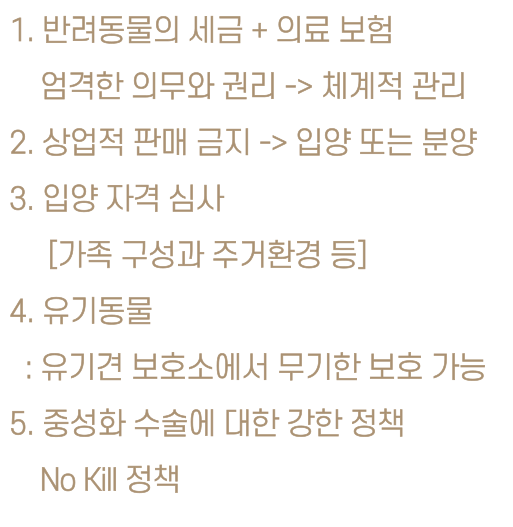 1. 반려동물의 세금 + 의료 보험
엄격한 의무와 권리 -> 체계적 관리
2. 상업적 판매 금지 -> 입양 또는 분양
3. 입양 자격 심사
[가족 구성과 주거환경 등]
4. 유기동물
: 유기견 보호소에서 무기한 보호 가능
5. 중성화 수술에 대한 강한 정책
No Kill 정책